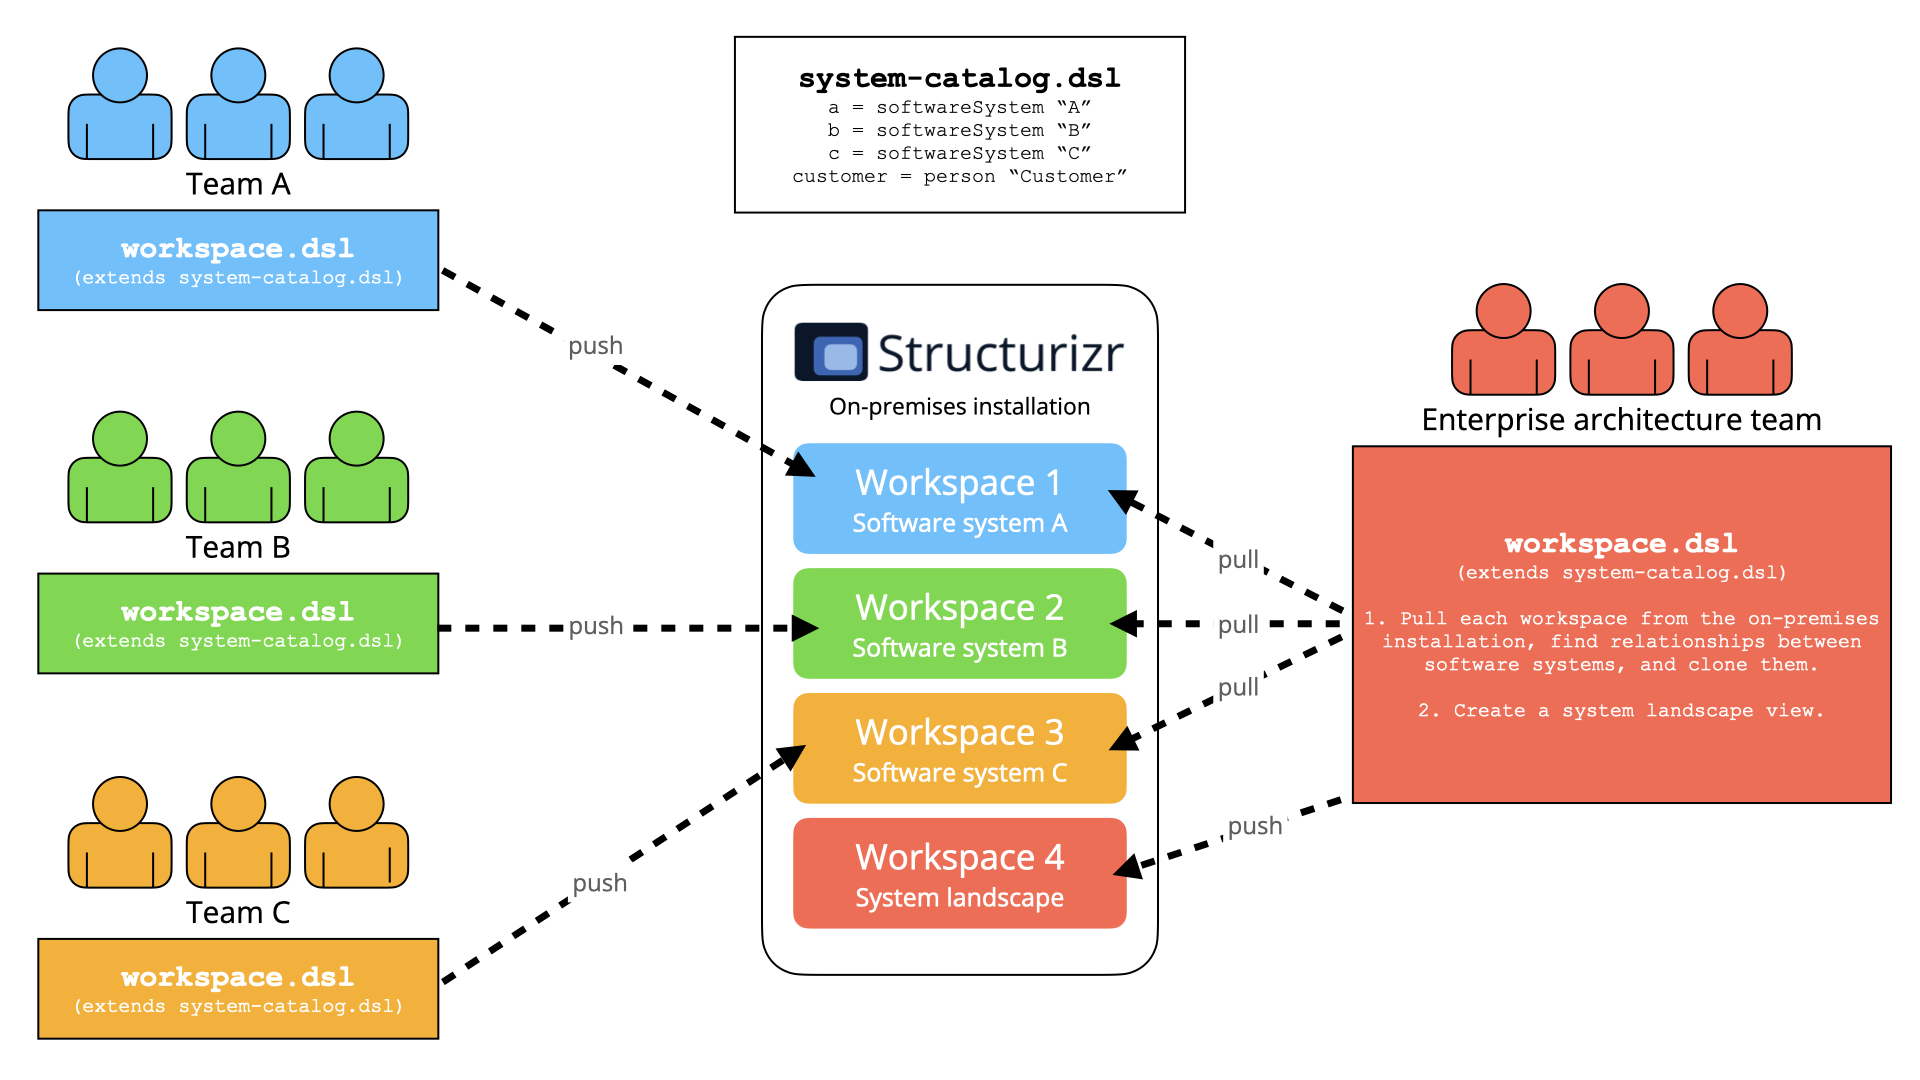 Team A
workspace.dsl
(extends system-catalog.dsl)
Team B
workspace.dsl
(extends system-catalog.dsl)
Team C
workspace.dsl
(extends system-catalog.dsl)
push
push
push
system-catalog.dsl
a = softwareSystem “A”
b = softwareSystem “B”
c = softwareSystem “C”
customer = person “Customer”
Structurizr
On-premises installation
Workspace 1
Software system A
Workspace 2
Software system B
Workspace 3
Software system C
Workspace 4
System landscape
pull
pull
pull
push
Enterprise architecture team
workspace.dsl
(extends system-catalog.dsl)
1. Pull each workspace from the on-premises
installation, find relationships between
software systems, and clone them.
2. Create a system landscape view.